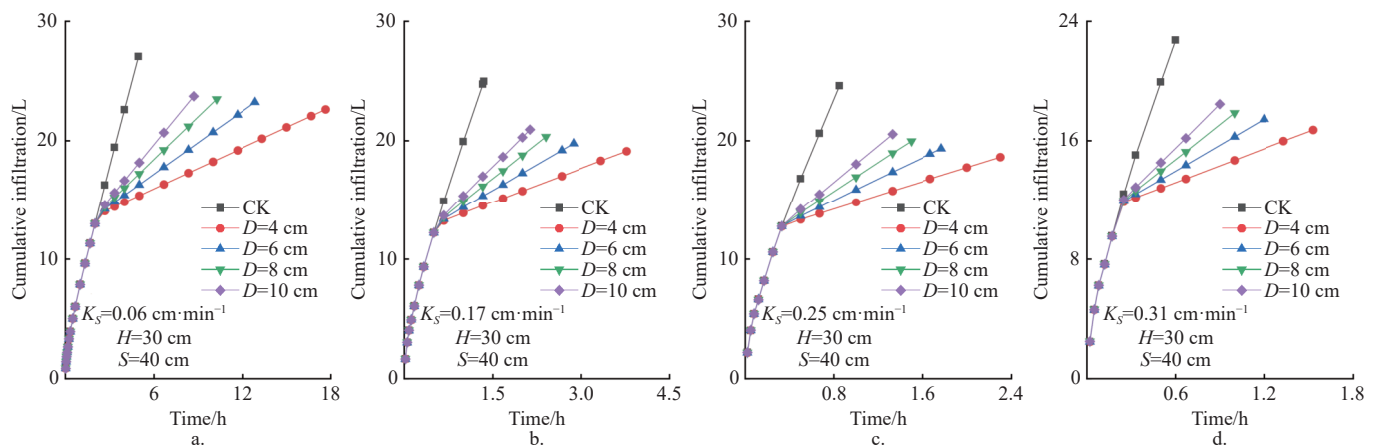 30
20
10
0
Cumulative infiltration/L
CK
D=4 cm
D=6 cm
D=8 cm
D=10 cm
K_S=0.06 cm·min⁻¹
H=30 cm
S=40 cm
6
12
18
Time/h
a.
30
20
10
0
Cumulative infiltration/L
CK
D=4 cm
D=6 cm
D=8 cm
D=10 cm
K_S=0.17 cm·min⁻¹
H=30 cm
S=40 cm
1.5
3.0
4.5
Time/h
b.
30
20
10
0
Cumulative infiltration/L
CK
D=4 cm
D=6 cm
D=8 cm
D=10 cm
K_S=0.25 cm·min⁻¹
H=30 cm
S=40 cm
0.8
1.6
2.4
Time/h
c.
24
16
8
0
Cumulative infiltration/L
CK
D=4 cm
D=6 cm
D=8 cm
D=10 cm
K_S=0.31 cm·min⁻¹
H=30 cm
S=40 cm
0.6
1.2
1.8
Time/h
d.